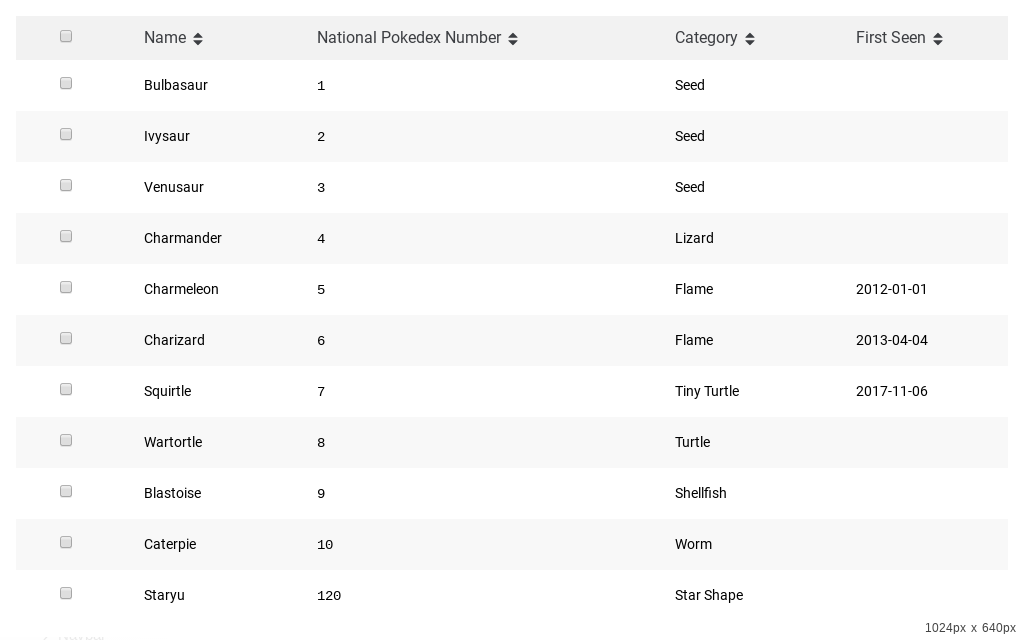 Name National Pokedex Number Category First Seen
Bulbasaur 1 Seed
Ivysaur 2 Seed
Venusaur 3 Seed
Charmander 4 Lizard
Charmeleon 5 Flame 2012-01-01
Charizard 6 Flame 2013-04-04
Squirtle 7 Tiny Turtle 2017-11-06
Wartortle 8 Turtle
Blastoise 9 Shellfish
Caterpie 10 Worm
Staryu 120 Star Shape
1024px x 640px